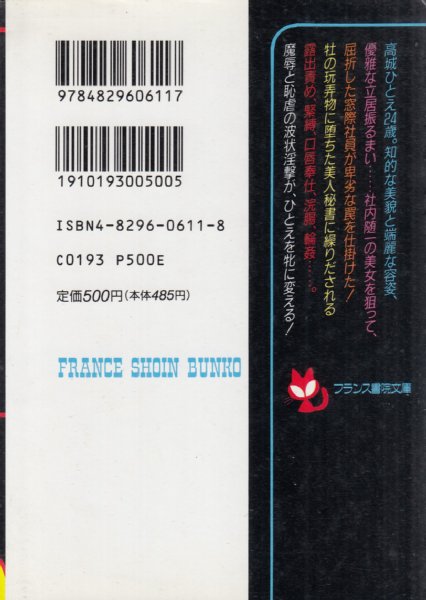 高城ひとえ24歳。知的な美貌と端麗な容姿、
優雅な立居振るまい……社内随一の美女を狙って、
屈折した窓際社員が卑劣な罠を仕掛けた!
牡の玩弄物に堕ちた美人秘書に繰りだされる
露出責め、緊縛、口唇奉仕、浣腸、輪姦……。
魔辱と恥虐の波状淫撃が、ひとえを牝に変える!
フランス書院文庫
9784829606117
1910193005005
ISBN4-8296-0611-8
C0193 P500E
定価500円(本体485円)
FRANCE SHOIN BUNKO